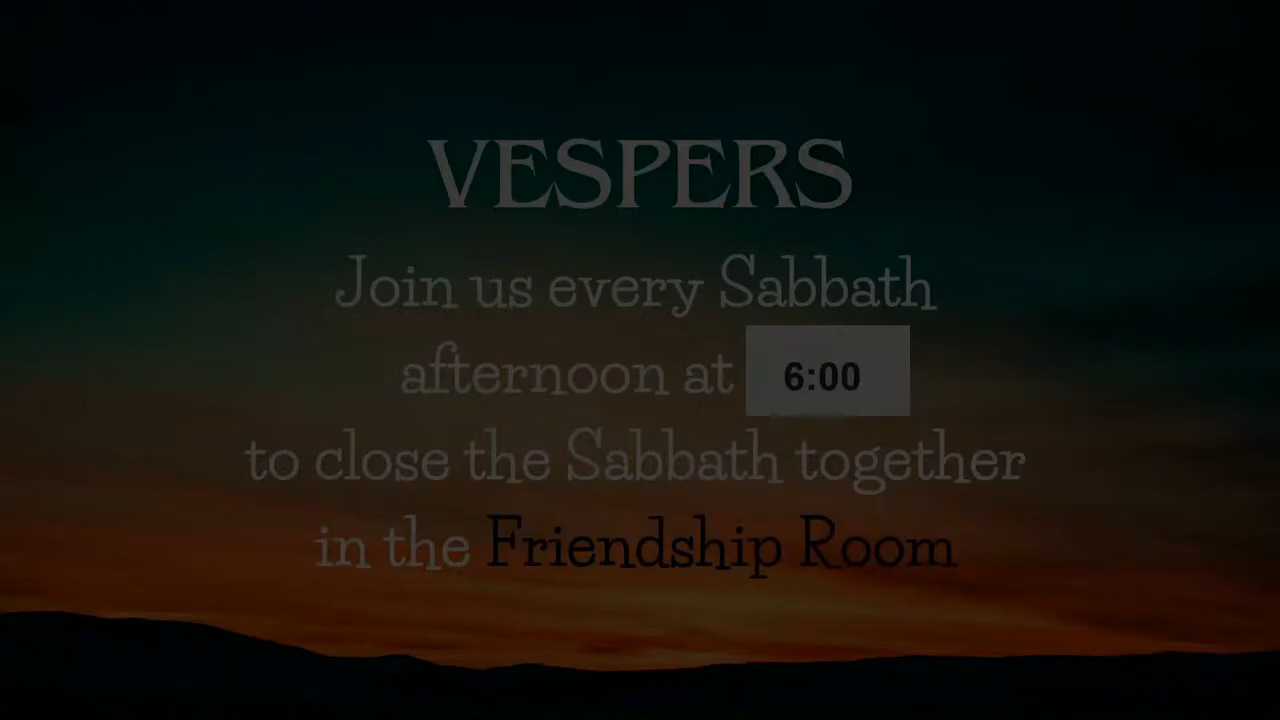 VESPERS
Join us every Sabbath
afternoon at 6:00
to close the Sabbath together
in the Friendship Room